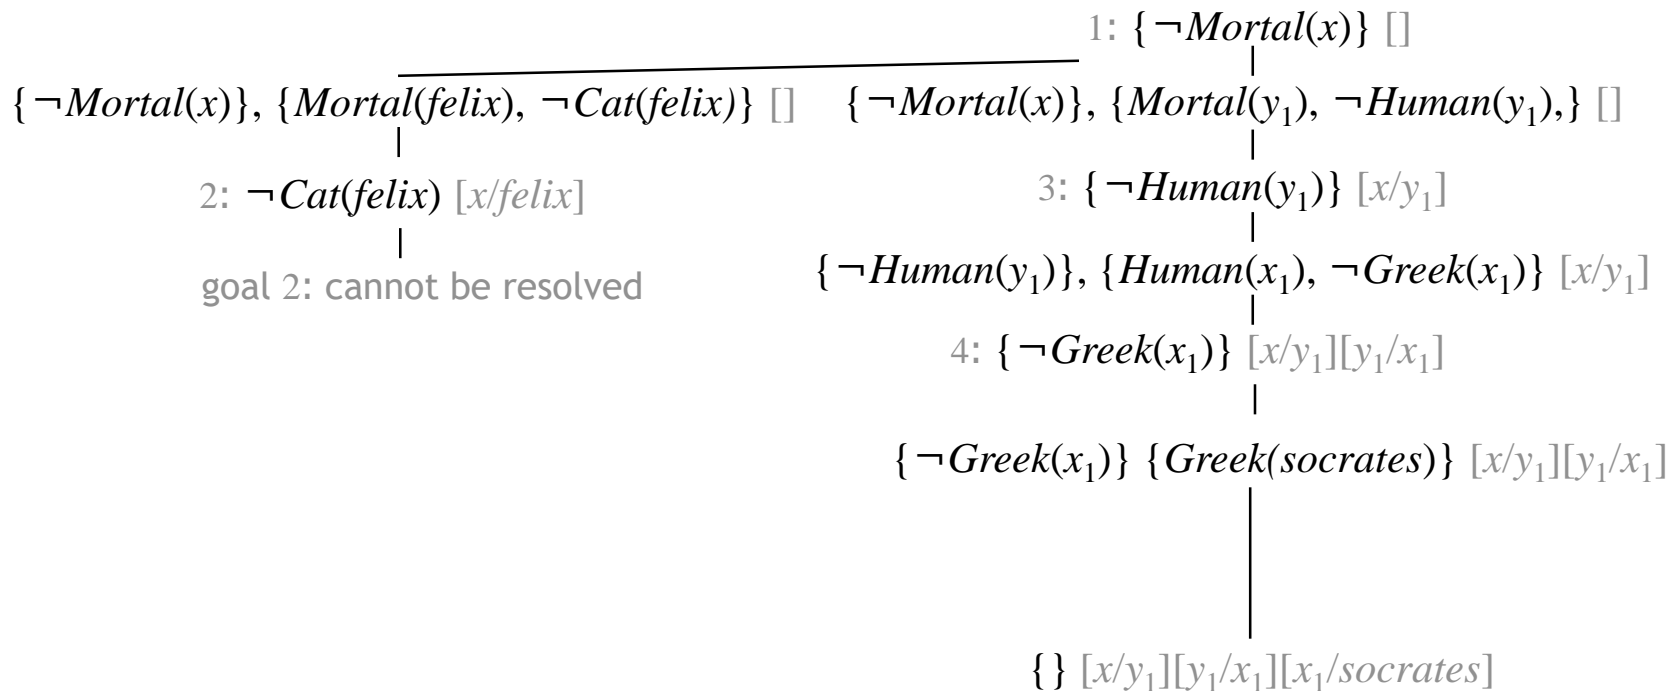 1: {¬Mortal(x)} []
{¬Mortal(x)}, {Mortal(felix), ¬Cat(felix)} []
{¬Mortal(x)}, {Mortal(y₁), ¬Human(y₁),} []
2: ¬Cat(felix) [x/felix]
3: {¬Human(y₁)} [x/y₁]
goal 2: cannot be resolved
{¬Human(y₁)}, {Human(x₁), ¬Greek(x₁)} [x/y₁]
4: {¬Greek(x₁)} [x/y₁][y₁/x₁]
{¬Greek(x₁)} {Greek(socrates)} [x/y₁][y₁/x₁]
{} [x/y₁][y₁/x₁][x₁/socrates]